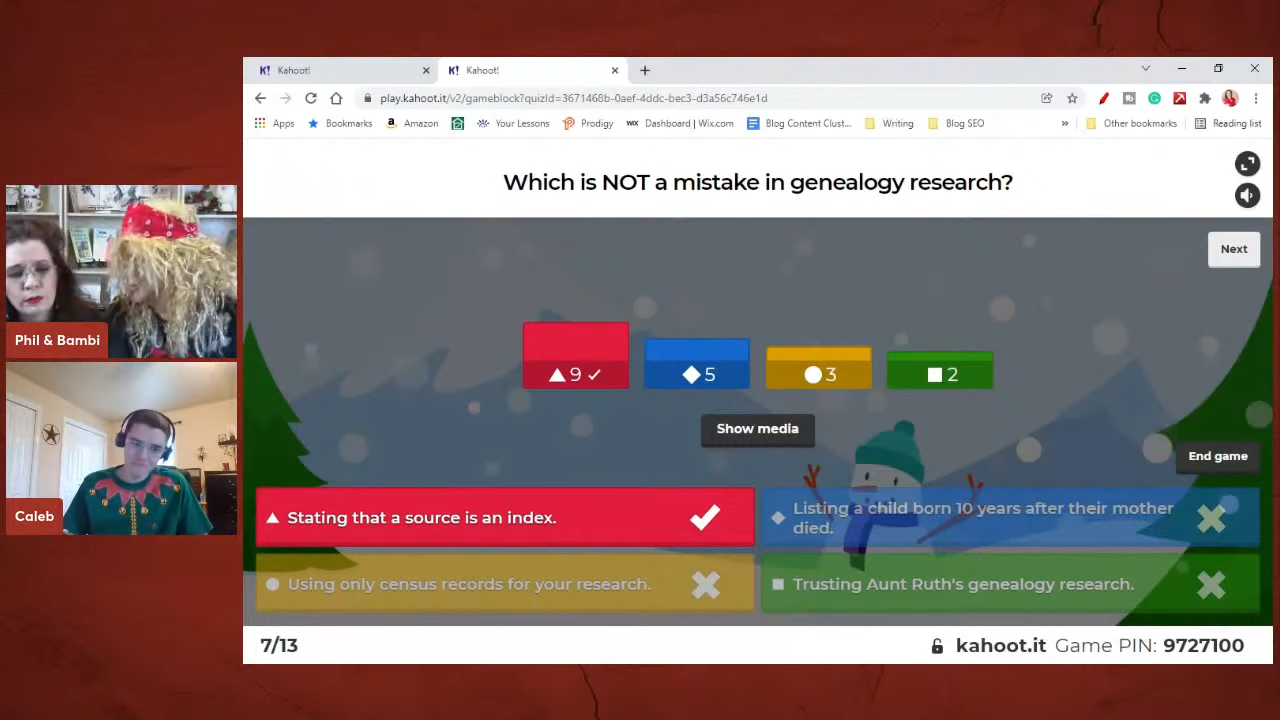 K! Kahoot!
K! Kahoot!
play.kahoot.it/v2/gameblock?quizId=3671468b-0aef-4ddc-bec3-d3a56c746e1d
Apps
Bookmarks
Amazon
Your Lessons
Prodigy
WIX Dashboard | Wix.com
Blog Content Clust...
Writing
Blog SEO
»
Other bookmarks
Reading list
Which is NOT a mistake in genealogy research?
Next
9
5
3
2
Show media
End game
Stating that a source is an index.
Listing a child born 10 years after their mother
died.
Using only census records for your research.
Trusting Aunt Ruth's genealogy research.
7/13
kahoot.it Game PIN: 9727100
Phil & Bambi
Caleb